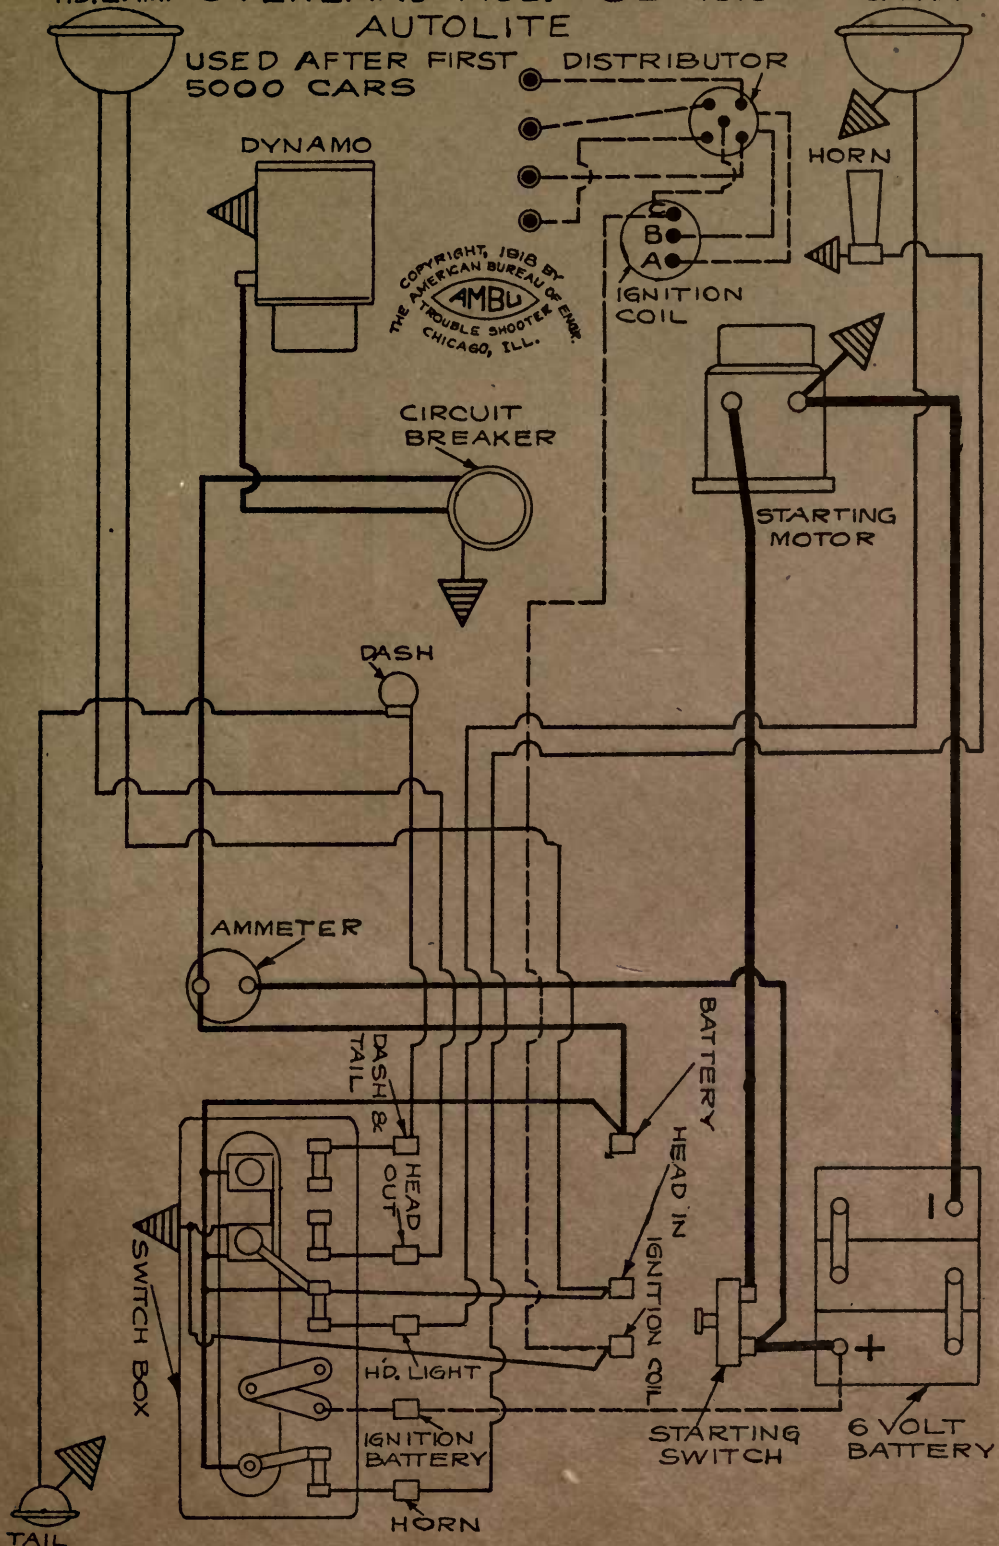 AUTOLITE
USED AFTER FIRST
5000 CARS
DISTRIBUTOR
DYNAMO
HORN
C
B
A
IGNITION
COIL
COPYRIGHT, 1918 BY
THE AMERICAN BUREAU OF ENGR.
AMBU
TROUBLE SHOOTER
CHICAGO, ILL.
CIRCUIT
BREAKER
STARTING
MOTOR
DASH
AMMETER
BATTERY
DASH &
TAIL
HEAD
OUT
HEAD IN
IGNITION COIL
SWITCH BOX
H'D. LIGHT
IGNITION
BATTERY
HORN
STARTING
SWITCH
-
+
6 VOLT
BATTERY
TAIL